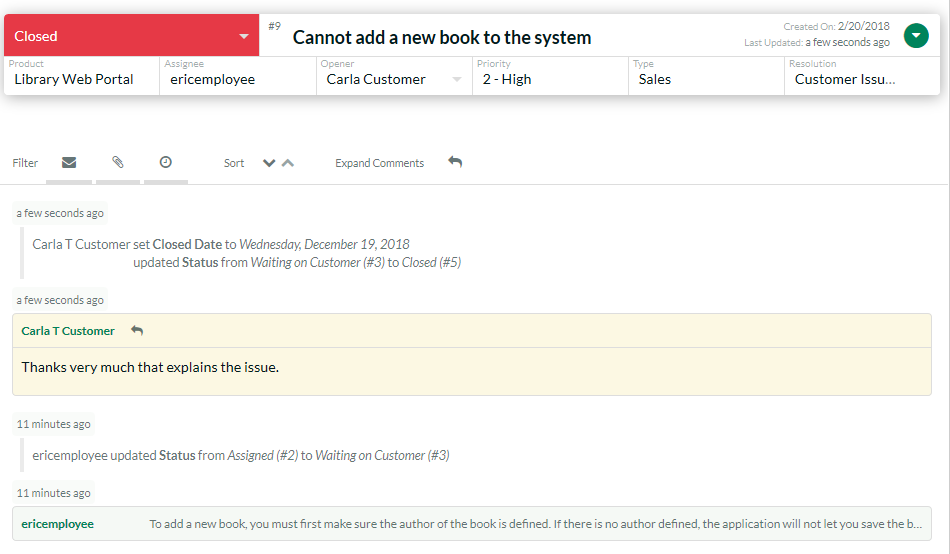 Closed
#9 Cannot add a new book to the system
Created On: 2/20/2018
Last Updated: a few seconds ago
Product Assignee Opener Priority Type Resolution
Library Web Portal ericemployee Carla Customer 2 - High Sales Customer Issu...
Filter Sort Expand Comments
a few seconds ago
Carla T Customer set Closed Date to Wednesday, December 19, 2018
updated Status from Waiting on Customer (#3) to Closed (#5)
a few seconds ago
Carla T Customer
Thanks very much that explains the issue.
11 minutes ago
ericemployee updated Status from Assigned (#2) to Waiting on Customer (#3)
11 minutes ago
ericemployee To add a new book, you must first make sure the author of the book is defined. If there is no author defined, the application will not let you save the b...